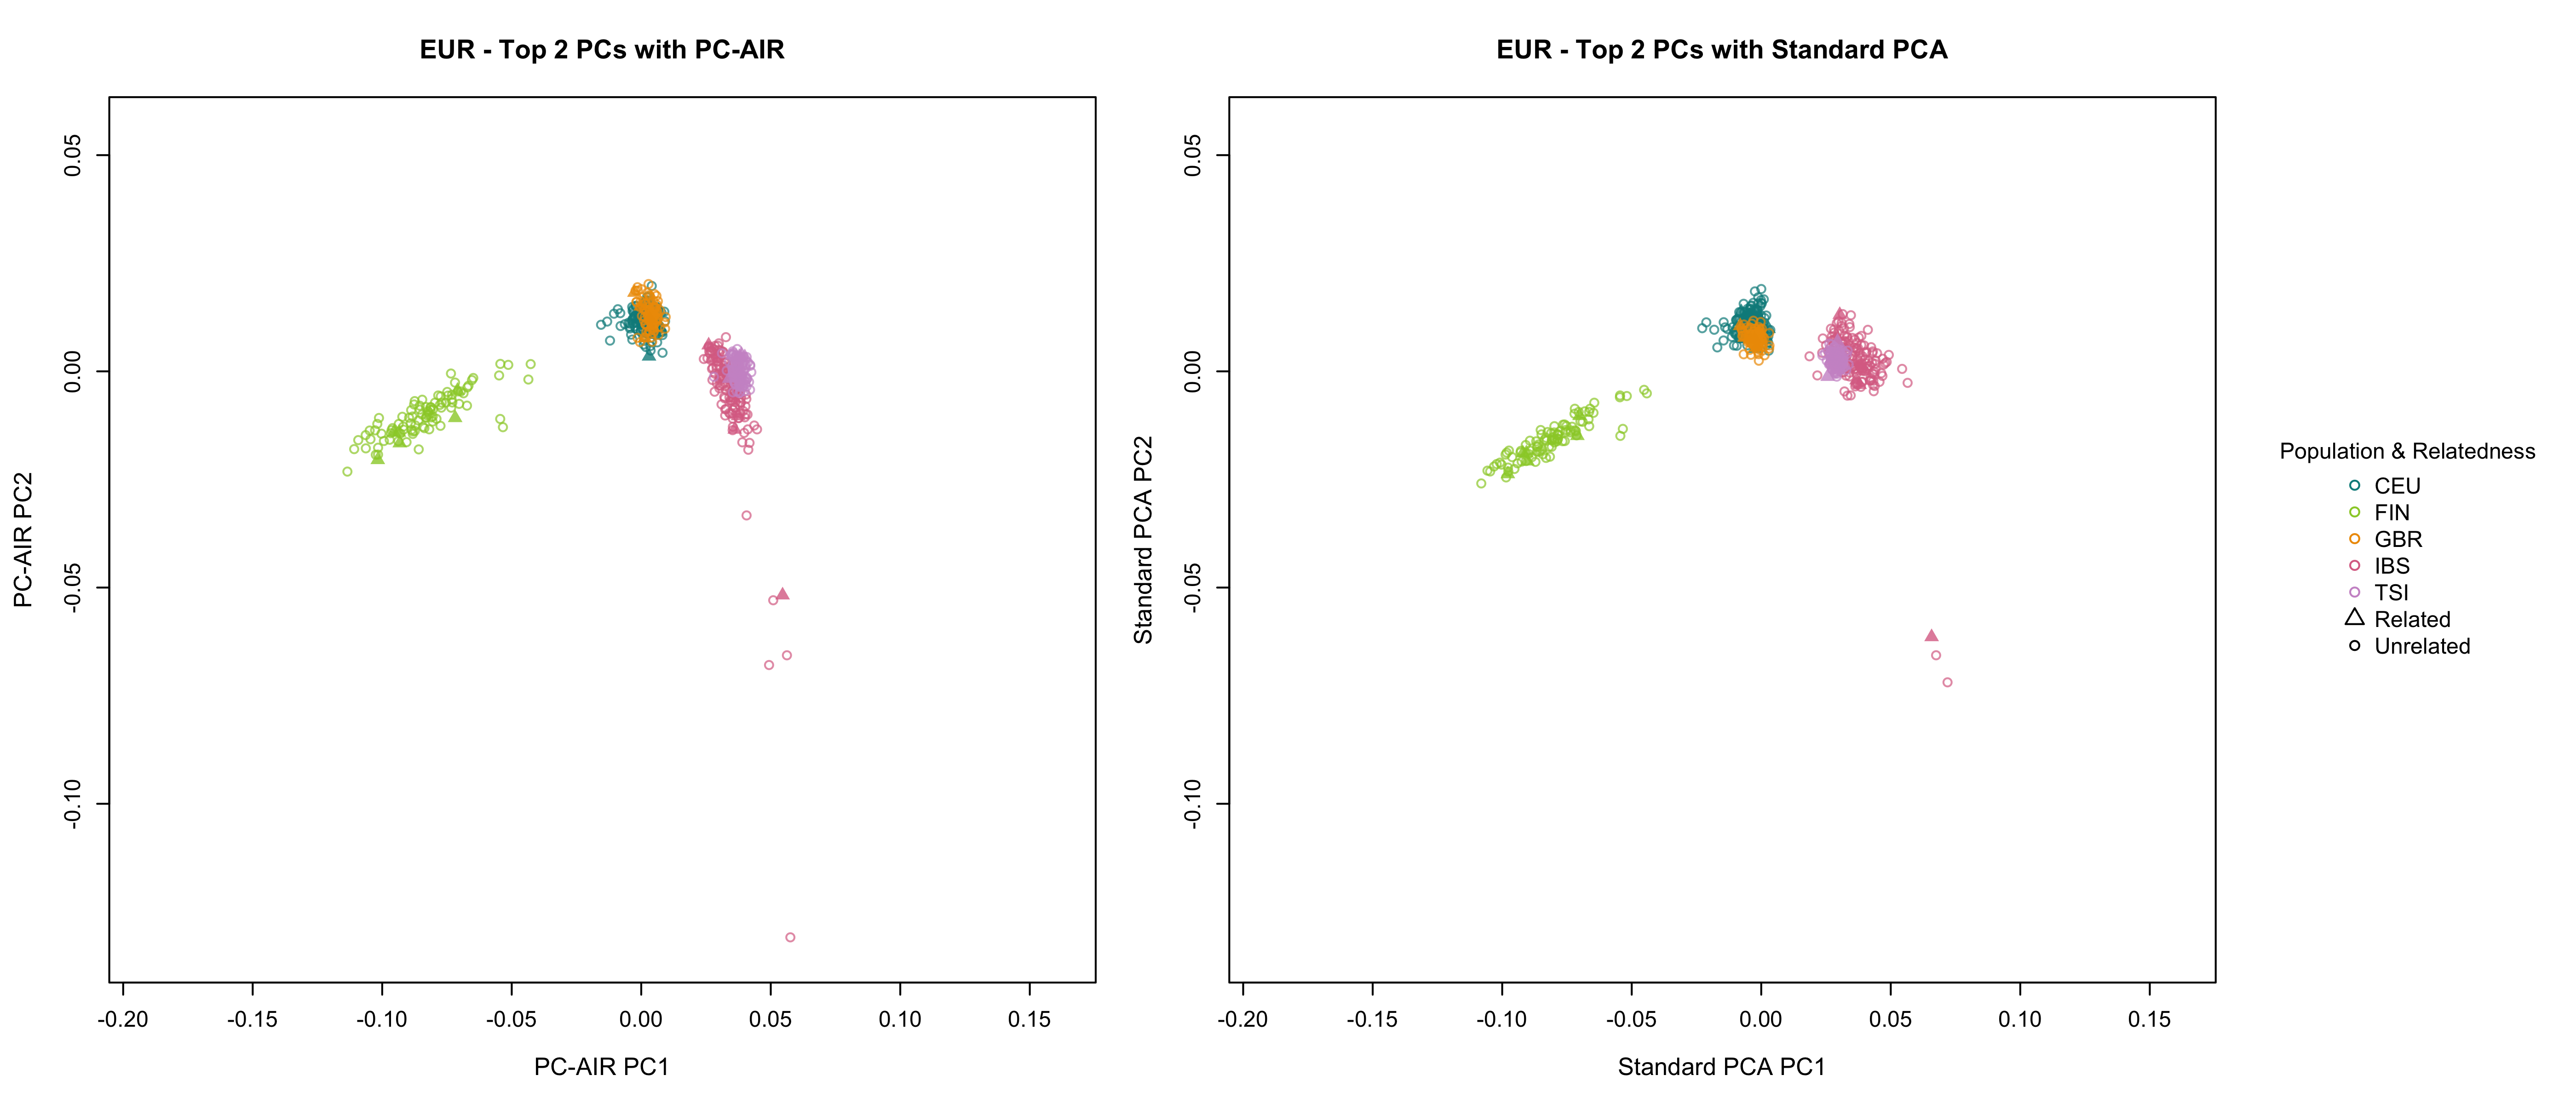 EUR - Top 2 PCs with PC-AIR
PC-AIR PC2
0.05
0.00
-0.05
-0.10
-0.20 -0.15 -0.10 -0.05 0.00 0.05 0.10 0.15
PC-AIR PC1
EUR - Top 2 PCs with Standard PCA
Standard PCA PC2
0.05
0.00
-0.05
-0.10
-0.20 -0.15 -0.10 -0.05 0.00 0.05 0.10 0.15
Standard PCA PC1
Population & Relatedness
CEU
FIN
GBR
IBS
TSI
Related
Unrelated